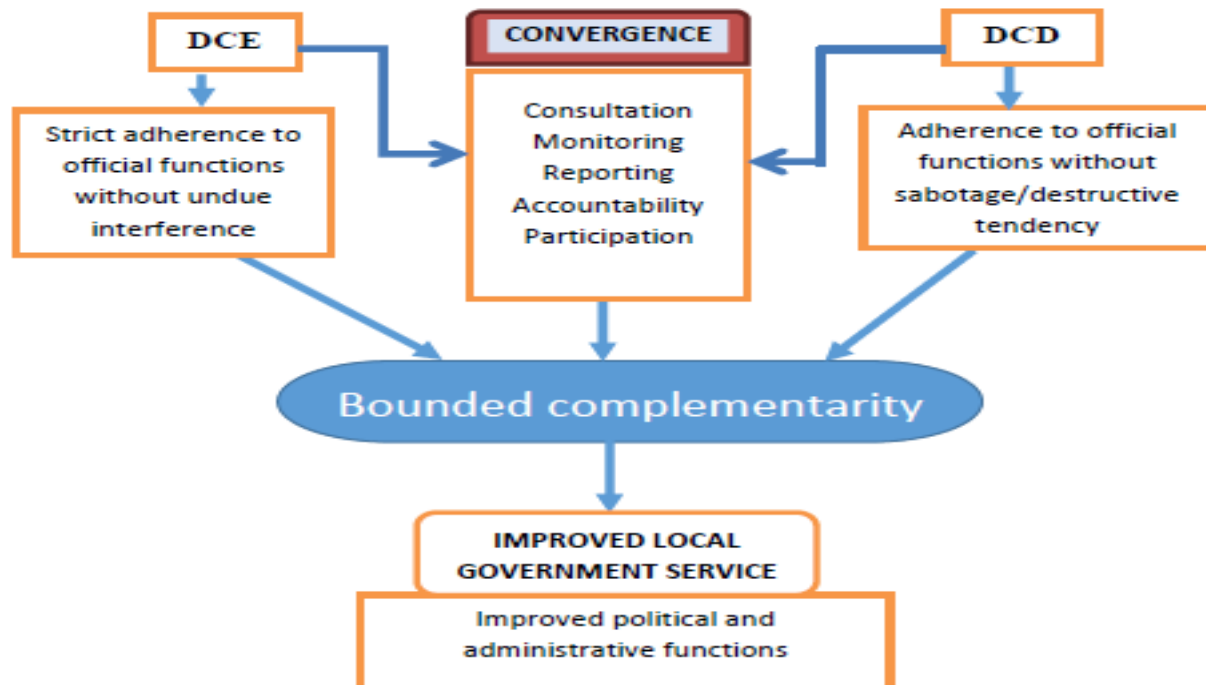 DCE
CONVERGENCE
DCD
Strict adherence to
official functions
without undue
interference
Consultation
Monitoring
Reporting
Accountability
Participation
Adherence to official
functions without
sabotage/destructive
tendency
Bounded complementarity
IMPROVED LOCAL
GOVERNMENT SERVICE
Improved political and
administrative functions